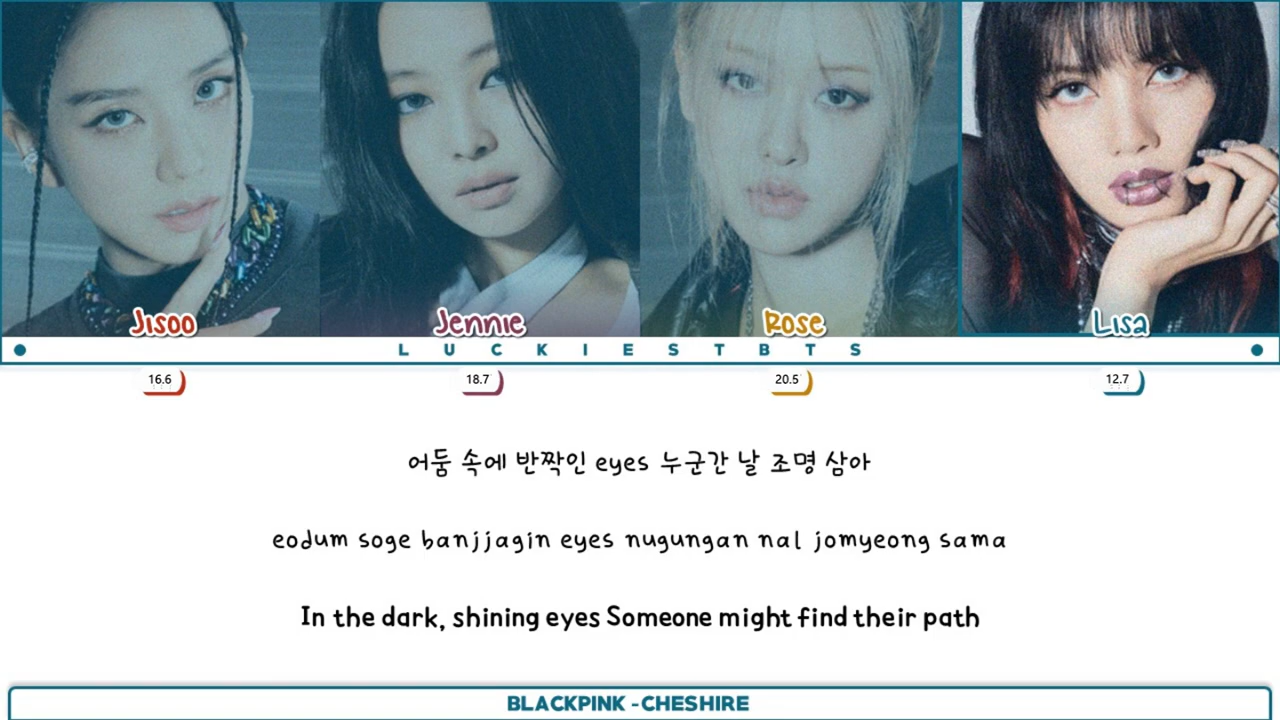 Jisoo Jennie Rose Lisa
LUCKIESTBTS
16.6 18.7 20.5 12.7
어둠 속에 반짝인 eyes 누군간 날 조명 삼아
eodum soge banjjagin eyes nugungan nal jomyeong sama
In the dark, shining eyes Someone might find their path
BLACKPINK - CHESHIRE